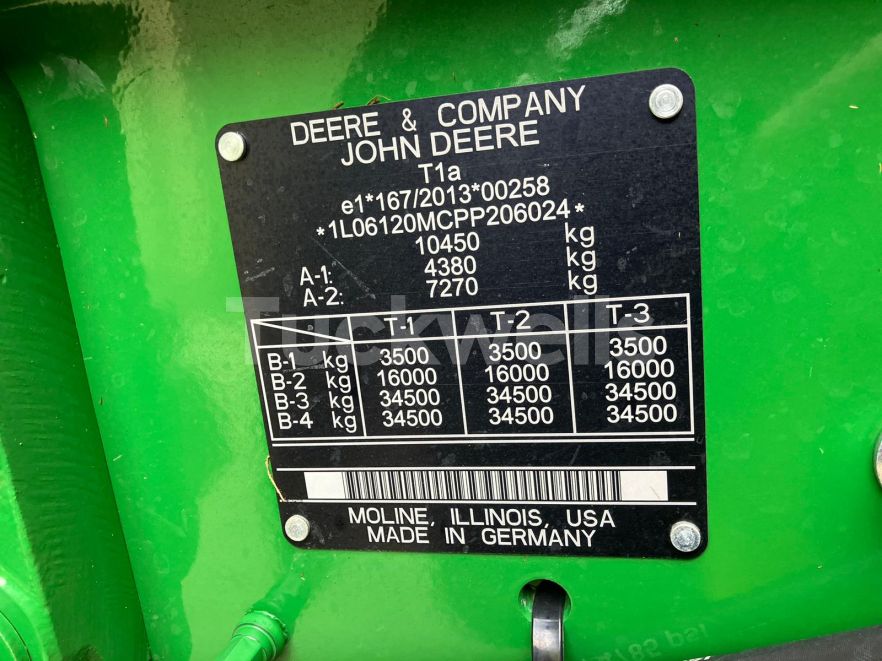 DEERE & COMPANY
JOHN DEERE
T1a
e1*167/2013*00258
*1L06120MCPP206024*
10450 kg
A-1: 4380 kg
A-2: 7270 kg
T-1 T-2 T-3
B-1 kg 3500 3500 3500
B-2 kg 16000 16000 16000
B-3 kg 34500 34500 34500
B-4 kg 34500 34500 34500
Tuckwells
MOLINE, ILLINOIS, USA
MADE IN GERMANY
psi